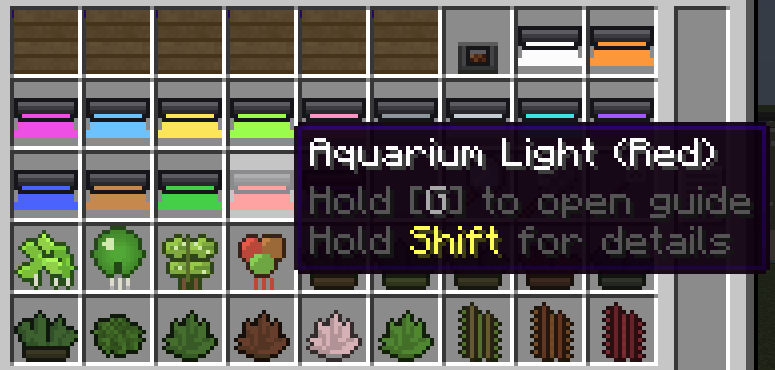 Aquarium Light (Red)
Hold [G] to open guide
Hold Shift for details